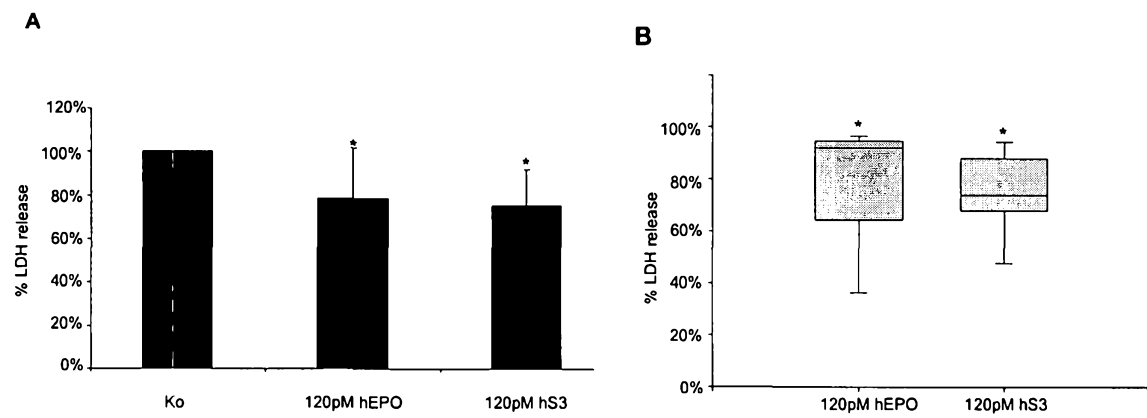 A
% LDH release
120%
100%
80%
60%
40%
20%
0%
*
*
Ko
120pM hEPO
120pM hS3
B
% LDH release
100%
80%
60%
40%
20%
0%
*
*
120pM hEPO
120pM hS3